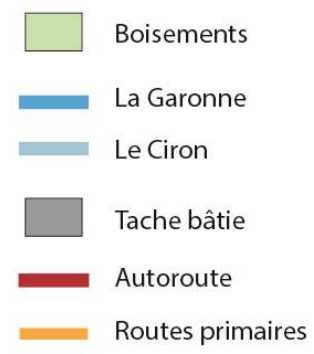 Boisements
La Garonne
Le Ciron
Tache bâtie
Autoroute
Routes primaires